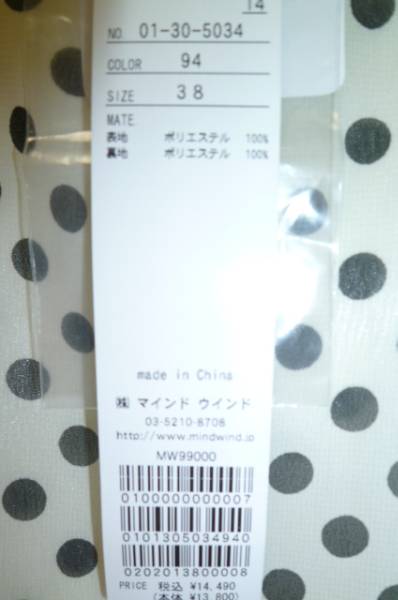 14
NO. 01-30-5034
COLOR 94
SIZE 38
MATE.
表地 ポリエステル 100%
裏地 ポリエステル 100%
made in China
㈱ マインド ウインド
03-5210-8708
http://www.mindwind.jp
MW99000
0100000000007
0101305034940
0202013800008
PRICE 税込 ¥14,490
(本体 ¥13,800)